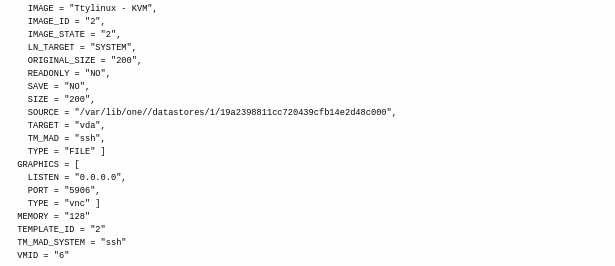 IMAGE = "Ttylinux - KVM",
IMAGE_ID = "2",
IMAGE_STATE = "2",
LN_TARGET = "SYSTEM",
ORIGINAL_SIZE = "200",
READONLY = "NO",
SAVE = "NO",
SIZE = "200",
SOURCE = "/var/lib/one//datastores/1/19a2398811cc720439cfb14e2d48c000",
TARGET = "vda",
TM_MAD = "ssh",
TYPE = "FILE" ]
GRAPHICS = [
LISTEN = "0.0.0.0",
PORT = "5906",
TYPE = "vnc" ]
MEMORY = "128"
TEMPLATE_ID = "2"
TM_MAD_SYSTEM = "ssh"
VMID = "6"